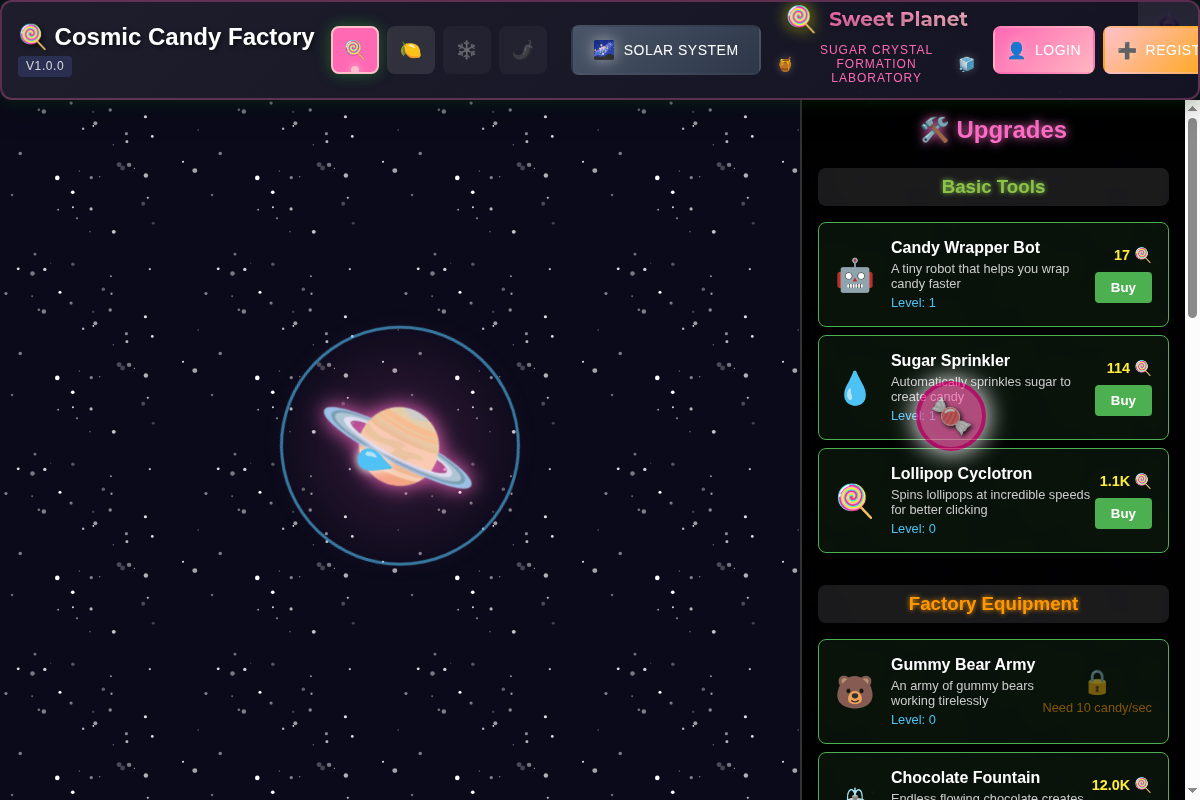 Cosmic Candy Factory
V1.0.0
SOLAR SYSTEM
Sweet Planet
SUGAR CRYSTAL
FORMATION
LABORATORY
LOGIN
REGIST
Upgrades
Basic Tools
Candy Wrapper Bot
A tiny robot that helps you wrap
candy faster
Level: 1
17
Buy
Sugar Sprinkler
Automatically sprinkles sugar to
create candy
Level: 1
114
Buy
Lollipop Cyclotron
Spins lollipops at incredible speeds
for better clicking
Level: 0
1.1K
Buy
Factory Equipment
Gummy Bear Army
An army of gummy bears
working tirelessly
Level: 0
Need 10 candy/sec
Chocolate Fountain
Endless flowing chocolate creates
12.0K